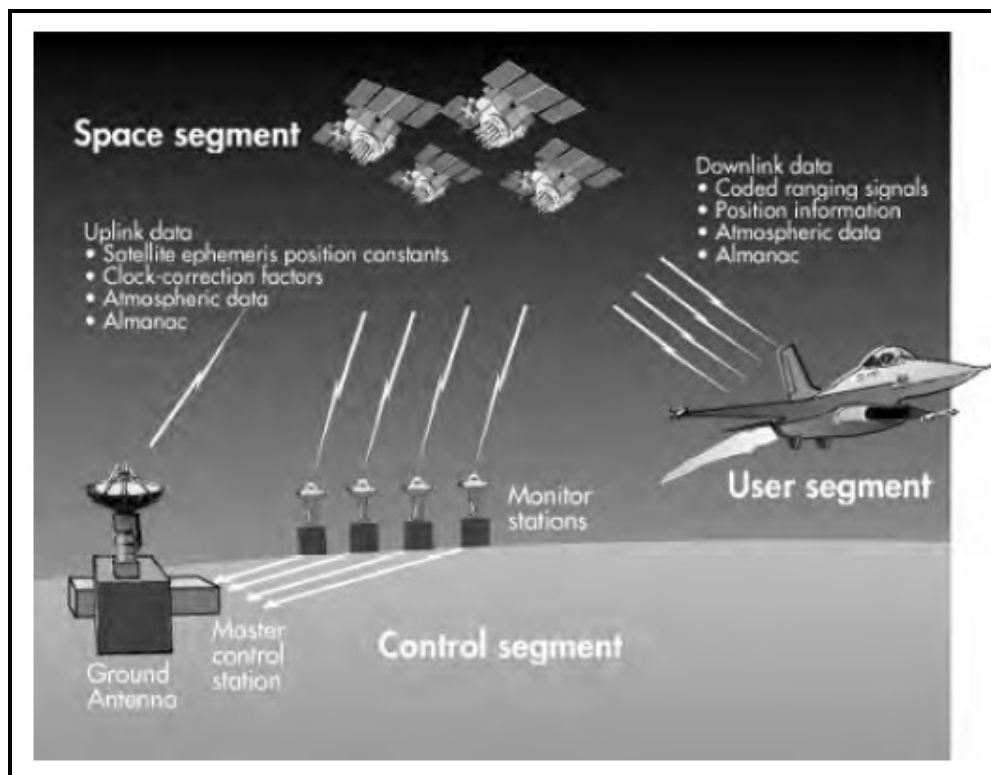 Space segment
Uplink data
• Satellite ephemeris position constants
• Clock-correction factors
• Atmospheric data
• Almanac
Downlink data
• Coded ranging signals
• Position information
• Atmospheric data
• Almanac
User segment
Monitor
stations
Control segment
Master
control
station
Ground
Antenna